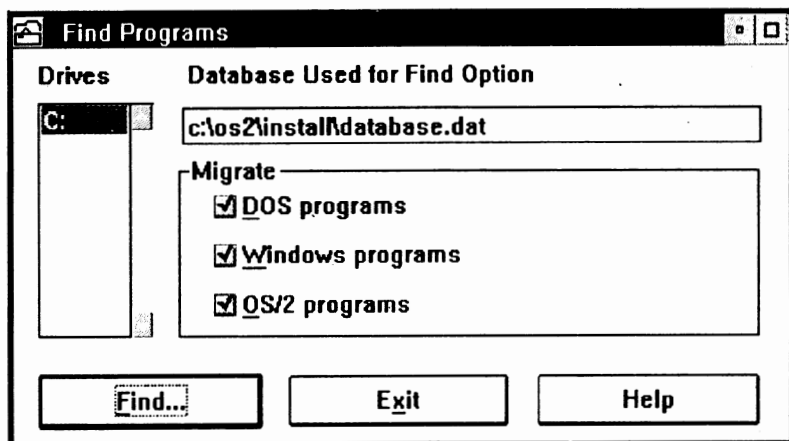 Find Programs
Drives
Database Used for Find Option
C:
c:\os2\install\database.dat
Migrate
DOS programs
Windows programs
OS/2 programs
Find...
Exit
Help